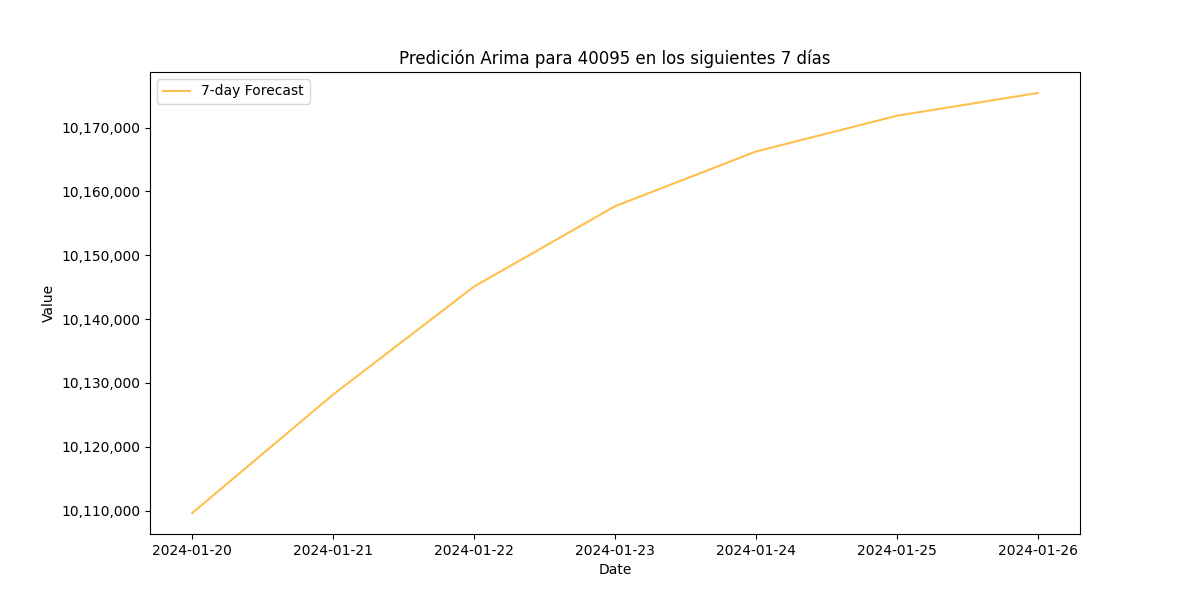 Predición Arima para 40095 en los siguientes 7 días
7-day Forecast
10,170,000
10,160,000
10,150,000
10,140,000
10,130,000
10,120,000
10,110,000
Value
2024-01-20 2024-01-21 2024-01-22 2024-01-23 2024-01-24 2024-01-25 2024-01-26
Date